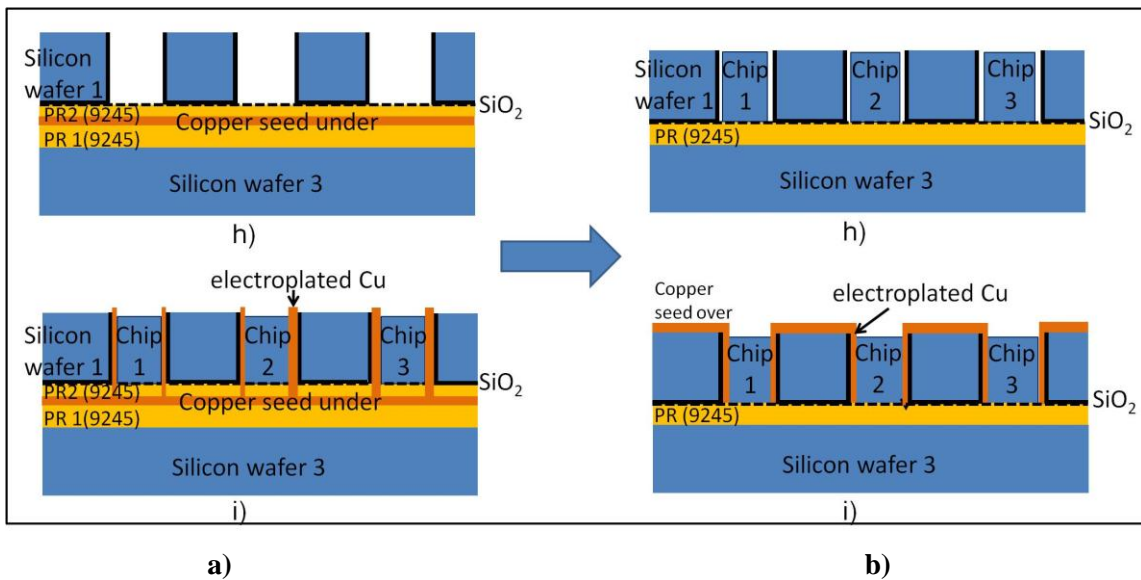 Silicon
wafer 1
SiO2
PR2 (9245)
Copper seed under
PR 1(9245)
Silicon wafer 3
h)
electroplated Cu
Silicon
wafer 1
Chip
1
Chip
2
Chip
3
SiO2
PR2 (9245)
Copper seed under
PR 1(9245)
Silicon wafer 3
i)
a)
Silicon
wafer 1
Chip
1
Chip
2
Chip
3
SiO2
PR (9245)
Silicon wafer 3
h)
Copper
seed over
electroplated Cu
Chip
1
Chip
2
Chip
3
SiO2
PR (9245)
Silicon wafer 3
i)
b)